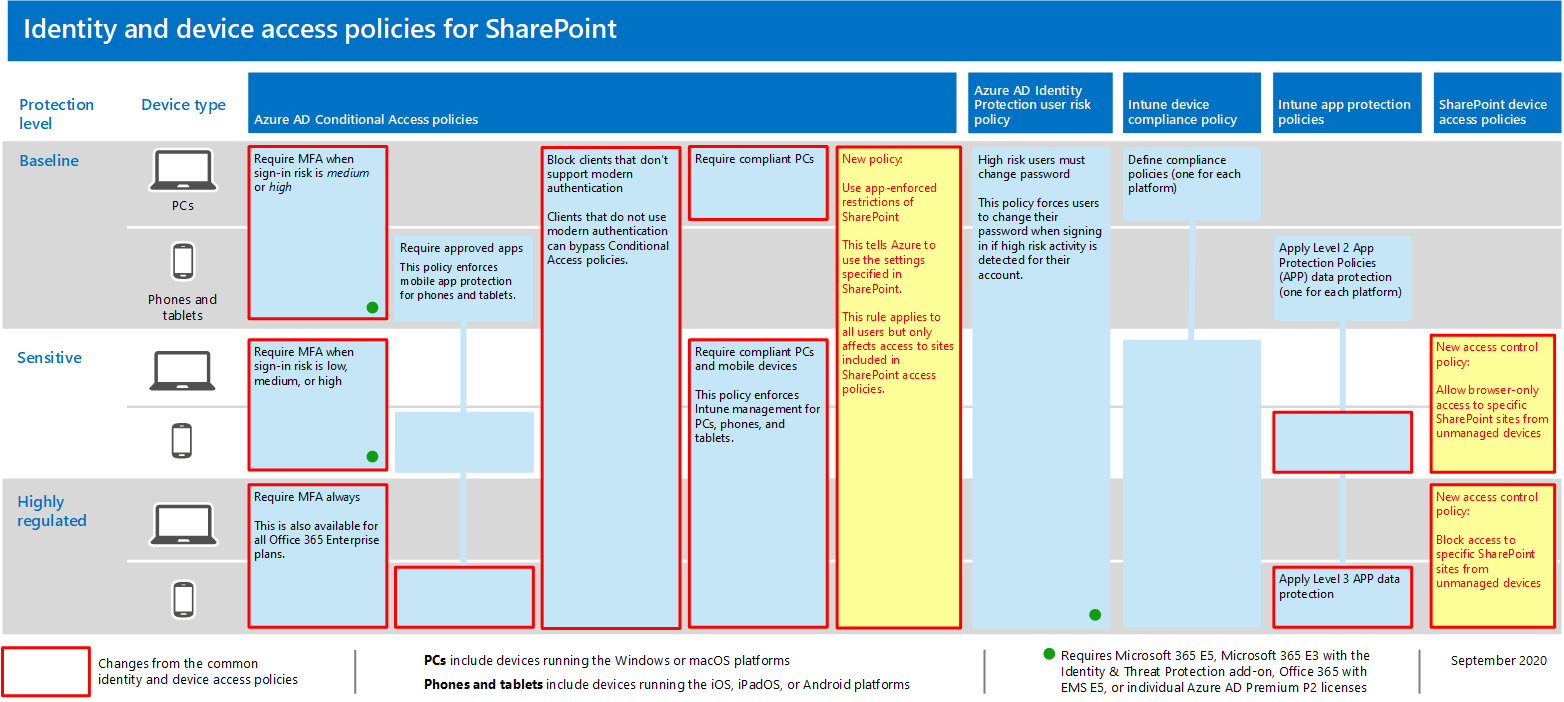 Identity and device access policies for SharePoint
Protection
level
Device type
Azure AD Conditional Access policies
Azure AD Identity
Protection user risk
policy
Intune device
compliance policy
Intune app protection
policies
SharePoint device
access policies
Baseline
PCs
Phones and
tablets
Require MFA when
sign-in risk is medium
or high
Require approved apps
This policy enforces
mobile app protection
for phones and tablets.
Block clients that don't
support modern
authentication
Clients that do not use
modern authentication
can bypass Conditional
Access policies.
Require compliant PCs
New policy:
Use app-enforced
restrictions of
SharePoint
This tells Azure to
use the settings
specified in
SharePoint.
This rule applies to
all users but only
affects access to sites
included in
SharePoint access
policies.
High risk users must
change password
This policy forces users
to change their
password when signing
in if high risk activity is
detected for their
account.
Define compliance
policies (one for each
platform)
Apply Level 2 App
Protection Policies
(APP) data protection
(one for each platform)
Sensitive
Require MFA when
sign-in risk is low,
medium, or high
Require compliant PCs
and mobile devices
This policy enforces
Intune management for
PCs, phones, and
tablets.
New access control
policy:
Allow browser-only
access to specific
SharePoint sites from
unmanaged devices
Highly
regulated
Require MFA always
This is also available for
all Office 365 Enterprise
plans.
Apply Level 3 APP data
protection
New access control
policy:
Block access to
specific SharePoint
sites from
unmanaged devices
Changes from the common
identity and device access policies
PCs include devices running the Windows or macOS platforms
Phones and tablets include devices running the iOS, iPadOS, or Android platforms
Requires Microsoft 365 E5, Microsoft 365 E3 with the
Identity & Threat Protection add-on, Office 365 with
EMS E5, or individual Azure AD Premium P2 licenses
September 2020